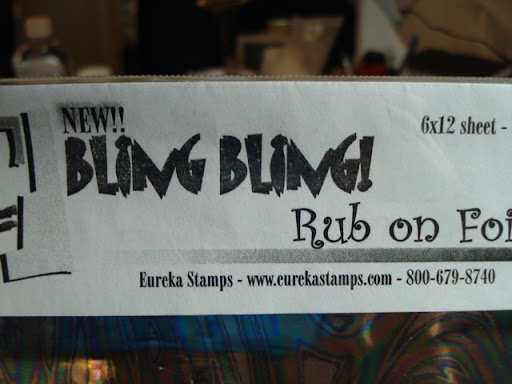 NEW!!
6x12 sheet -
BLING BLING!
Rub on Foi
Eureka Stamps - www.eurekastamps.com - 800-679-8740